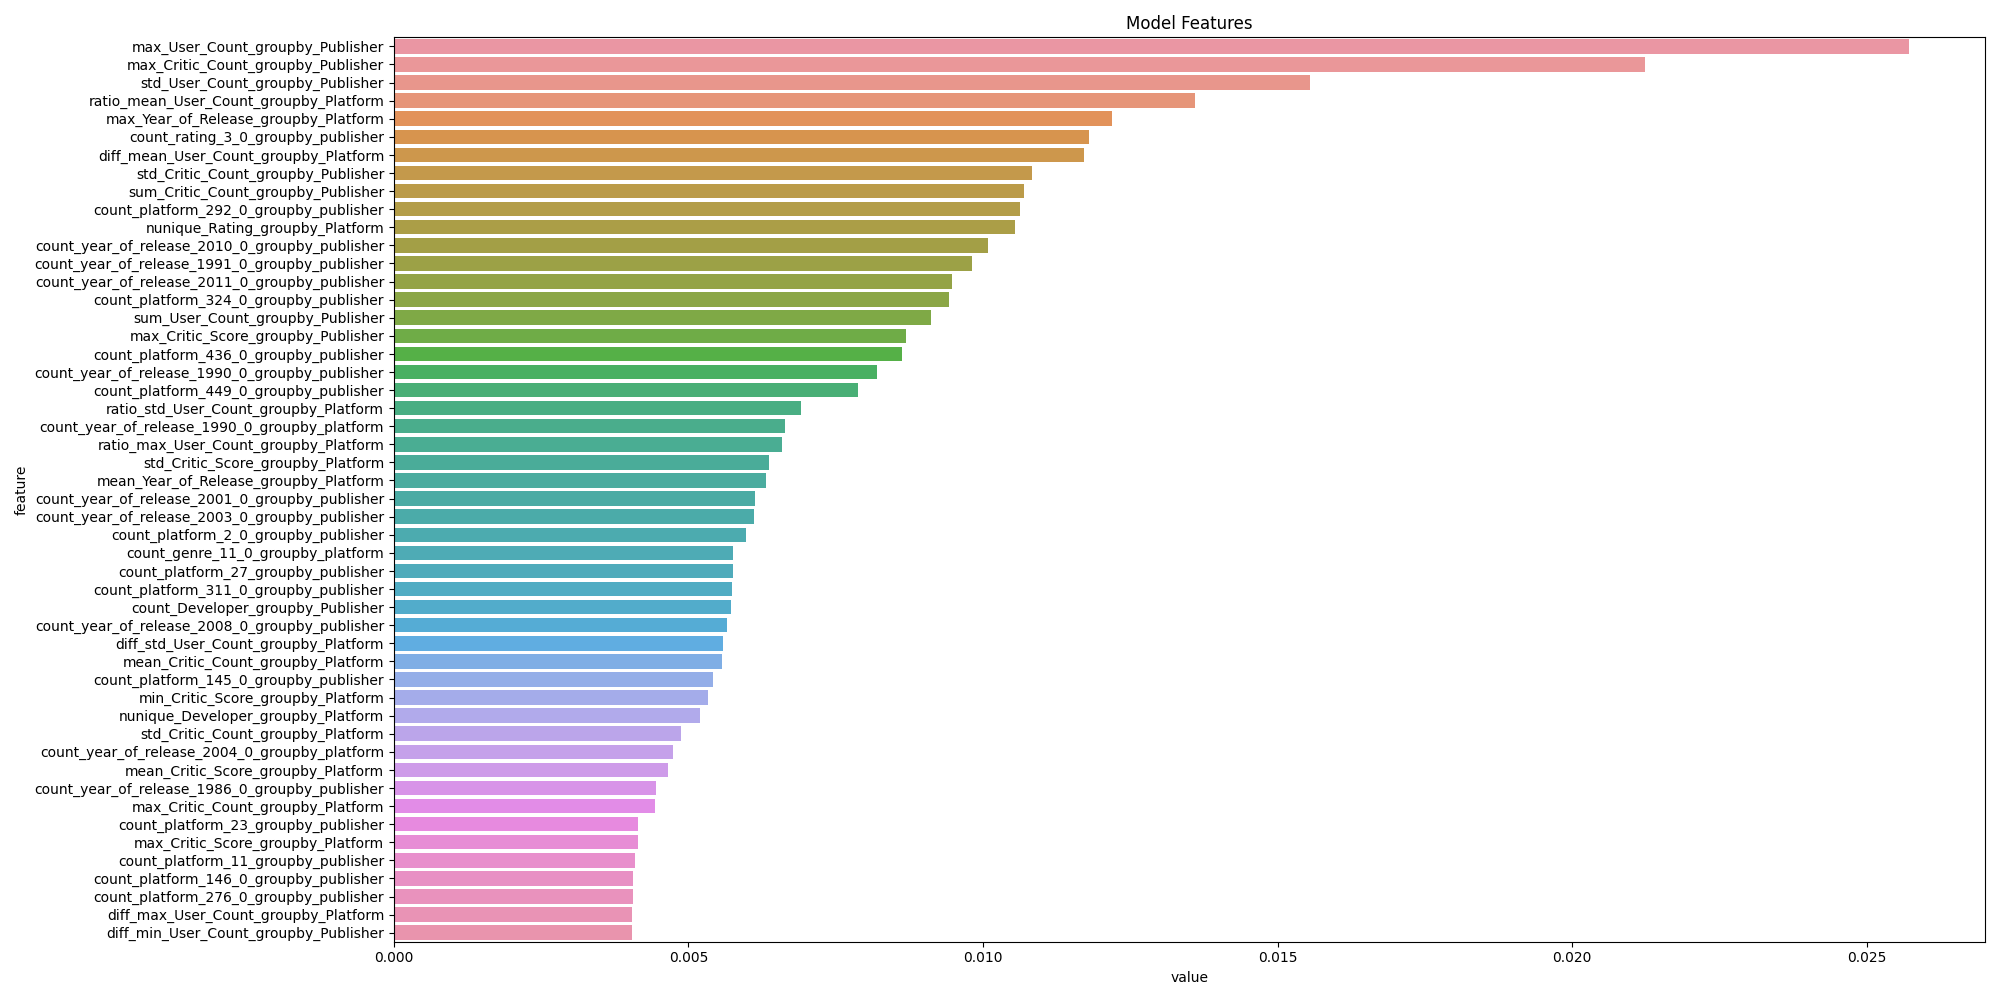 Model Features
max_User_Count_groupby_Publisher
max_Critic_Count_groupby_Publisher
std_User_Count_groupby_Publisher
ratio_mean_User_Count_groupby_Platform
max_Year_of_Release_groupby_Platform
count_rating_3_0_groupby_publisher
diff_mean_User_Count_groupby_Platform
std_Critic_Count_groupby_Publisher
sum_Critic_Count_groupby_Publisher
count_platform_292_0_groupby_publisher
nunique_Rating_groupby_Platform
count_year_of_release_2010_0_groupby_publisher
count_year_of_release_1991_0_groupby_publisher
count_year_of_release_2011_0_groupby_publisher
count_platform_324_0_groupby_publisher
sum_User_Count_groupby_Publisher
max_Critic_Score_groupby_Publisher
count_platform_436_0_groupby_publisher
count_year_of_release_1990_0_groupby_publisher
count_platform_449_0_groupby_publisher
ratio_std_User_Count_groupby_Platform
count_year_of_release_1990_0_groupby_platform
ratio_max_User_Count_groupby_Platform
std_Critic_Score_groupby_Platform
mean_Year_of_Release_groupby_Platform
count_year_of_release_2001_0_groupby_publisher
count_year_of_release_2003_0_groupby_publisher
count_platform_2_0_groupby_publisher
count_genre_11_0_groupby_platform
count_platform_27_groupby_publisher
count_platform_311_0_groupby_publisher
count_Developer_groupby_Publisher
count_year_of_release_2008_0_groupby_publisher
diff_std_User_Count_groupby_Platform
mean_Critic_Count_groupby_Platform
count_platform_145_0_groupby_publisher
min_Critic_Score_groupby_Platform
nunique_Developer_groupby_Platform
std_Critic_Count_groupby_Platform
count_year_of_release_2004_0_groupby_platform
mean_Critic_Score_groupby_Platform
count_year_of_release_1986_0_groupby_publisher
max_Critic_Count_groupby_Platform
count_platform_23_groupby_publisher
max_Critic_Score_groupby_Platform
count_platform_11_groupby_publisher
count_platform_146_0_groupby_publisher
count_platform_276_0_groupby_publisher
diff_max_User_Count_groupby_Platform
diff_min_User_Count_groupby_Publisher
feature
0.000 0.005 0.010 0.015 0.020 0.025
value